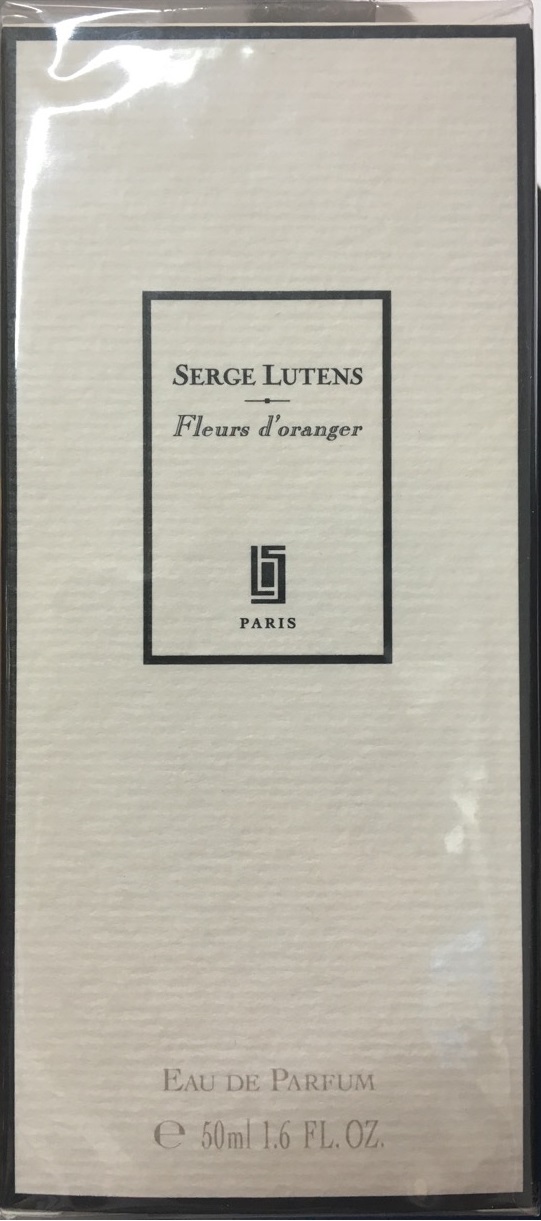 SERGE LUTENS
Fleurs d'oranger
PARIS
EAU DE PARFUM
℮ 50ml 1.6 FL.OZ.